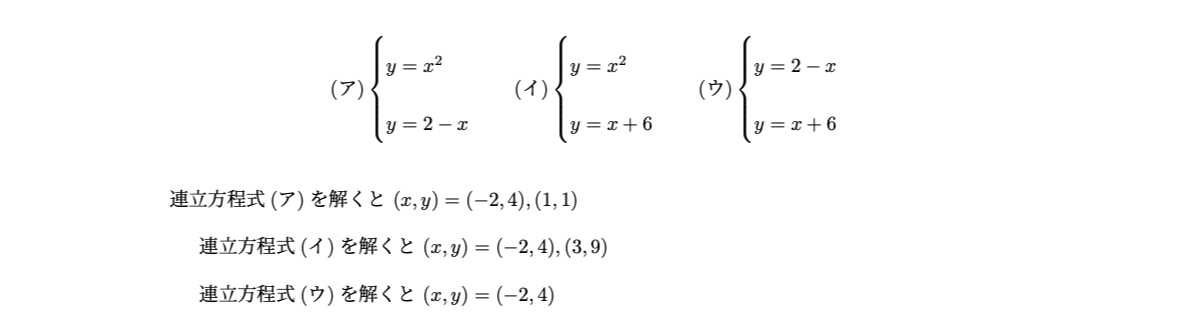 (ア) { y = x² (イ) { y = x² (ウ) { y = 2 − x
y = 2 − x y = x + 6 y = x + 6
連立方程式 (ア) を解くと (x, y) = (−2, 4), (1, 1)
連立方程式 (イ) を解くと (x, y) = (−2, 4), (3, 9)
連立方程式 (ウ) を解くと (x, y) = (−2, 4)